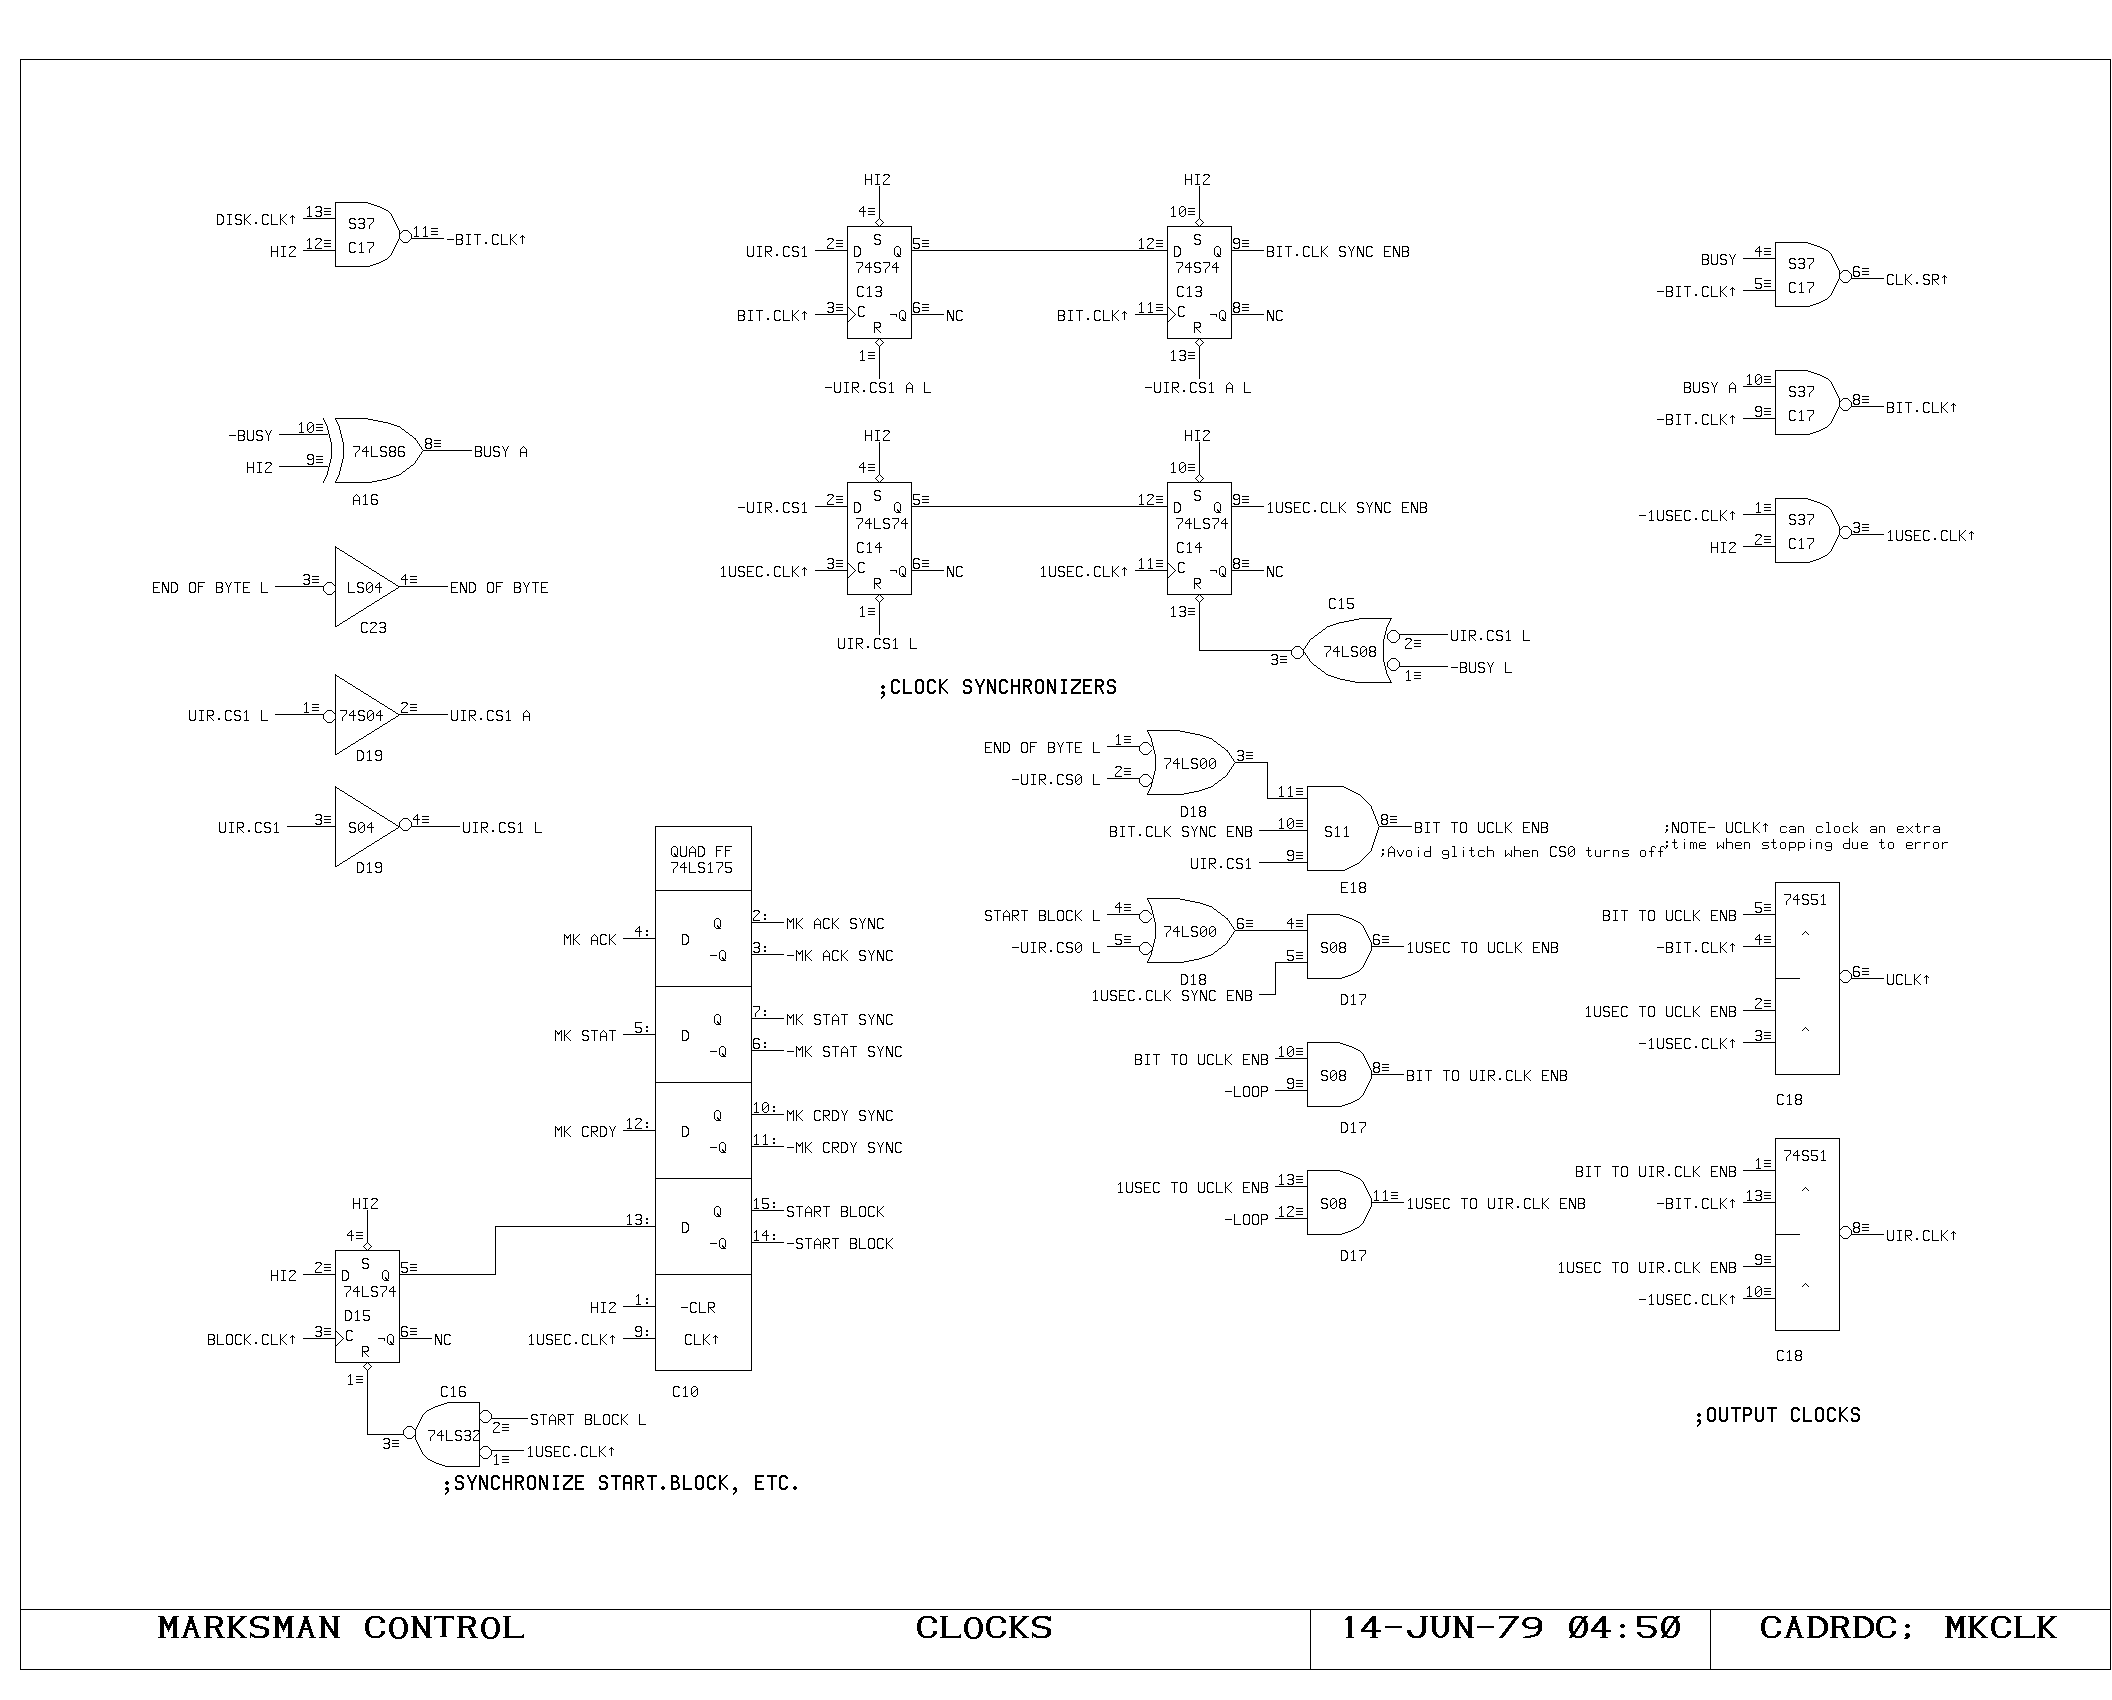 DISK.CLK↑ 13≡ S37 C17 11≡ -BIT.CLK↑
HI2 12≡
-BUSY 10≡ 74LS86 8≡ BUSY A
HI2 9≡
A16
END OF BYTE L 3≡ LS04 4≡ END OF BYTE
C23
UIR.CS1 L 1≡ 74S04 2≡ UIR.CS1 A
D19
UIR.CS1 3≡ S04 4≡ UIR.CS1 L
D19
HI2
4≡
UIR.CS1 2≡ D S Q 5≡
74S74
C13
BIT.CLK↑ 3≡ C ¬Q 6≡ NC
R
1≡
-UIR.CS1 A L
HI2
10≡
12≡ D S Q 9≡ BIT.CLK SYNC ENB
74S74
C13
BIT.CLK↑ 11≡ C ¬Q 8≡ NC
R
13≡
-UIR.CS1 A L
HI2
4≡
-UIR.CS1 2≡ D S Q 5≡
74LS74
C14
1USEC.CLK↑ 3≡ C ¬Q 6≡ NC
R
1≡
UIR.CS1 L
HI2
10≡
12≡ D S Q 9≡ 1USEC.CLK SYNC ENB
74LS74
C14
1USEC.CLK↑ 11≡ C ¬Q 8≡ NC
R
13≡
C15
3≡ 74LS08 2≡ UIR.CS1 L
1≡ -BUSY L
;CLOCK SYNCHRONIZERS
BUSY 4≡ S37 C17 6≡ CLK.SR↑
-BIT.CLK↑ 5≡
BUSY A 10≡ S37 C17 8≡ BIT.CLK↑
-BIT.CLK↑ 9≡
-1USEC.CLK↑ 1≡ S37 C17 3≡ 1USEC.CLK↑
HI2 2≡
END OF BYTE L 1≡ 74LS00 3≡
-UIR.CS0 L 2≡
D18
11≡
BIT.CLK SYNC ENB 10≡ S11 8≡ BIT TO UCLK ENB
UIR.CS1 9≡
;Avoid glitch when CS0 turns off
E18
START BLOCK L 4≡ 74LS00 6≡
-UIR.CS0 L 5≡
D18
4≡ S08 6≡ 1USEC TO UCLK ENB
1USEC.CLK SYNC ENB 5≡
D17
BIT TO UCLK ENB 10≡ S08 8≡ BIT TO UIR.CLK ENB
-LOOP 9≡
D17
1USEC TO UCLK ENB 13≡ S08 11≡ 1USEC TO UIR.CLK ENB
-LOOP 12≡
D17
;NOTE- UCLK↑ can clock an extra
;time when stopping due to error
74S51
BIT TO UCLK ENB 5≡
^
-BIT.CLK↑ 4≡
6≡ UCLK↑
1USEC TO UCLK ENB 2≡
^
-1USEC.CLK↑ 3≡
C18
74S51
BIT TO UIR.CLK ENB 1≡
^
-BIT.CLK↑ 13≡
8≡ UIR.CLK↑
1USEC TO UIR.CLK ENB 9≡
^
-1USEC.CLK↑ 10≡
C18
;OUTPUT CLOCKS
QUAD FF
74LS175
MK ACK 4: D Q 2: MK ACK SYNC
-Q 3: -MK ACK SYNC
MK STAT 5: D Q 7: MK STAT SYNC
-Q 6: -MK STAT SYNC
MK CRDY 12: D Q 10: MK CRDY SYNC
-Q 11: -MK CRDY SYNC
13: D Q 15: START BLOCK
-Q 14: -START BLOCK
HI2 1: -CLR
1USEC.CLK↑ 9: CLK↑
C10
HI2
4≡
HI2 2≡ D S Q 5≡
74LS74
D15
BLOCK.CLK↑ 3≡ C ¬Q 6≡ NC
R
1≡
C16
3≡ 74LS32 2≡ START BLOCK L
1≡ 1USEC.CLK↑
;SYNCHRONIZE START.BLOCK, ETC.
MARKSMAN CONTROL CLOCKS 14-JUN-79 04:50 CADRDC; MKCLK